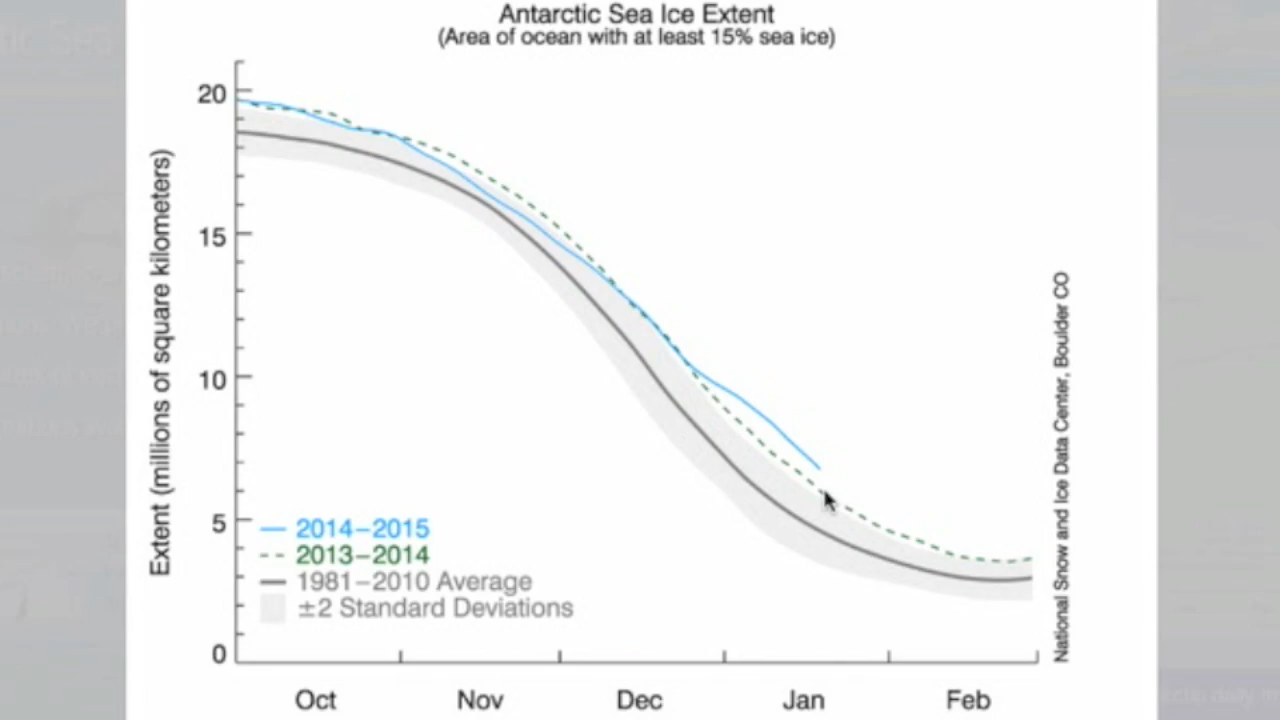 Antarctic Sea Ice Extent
(Area of ocean with at least 15% sea ice)
Extent (millions of square kilometers)
20
15
10
5
0
2014–2015
2013–2014
1981–2010 Average
±2 Standard Deviations
Oct Nov Dec Jan Feb
National Snow and Ice Data Center, Boulder CO